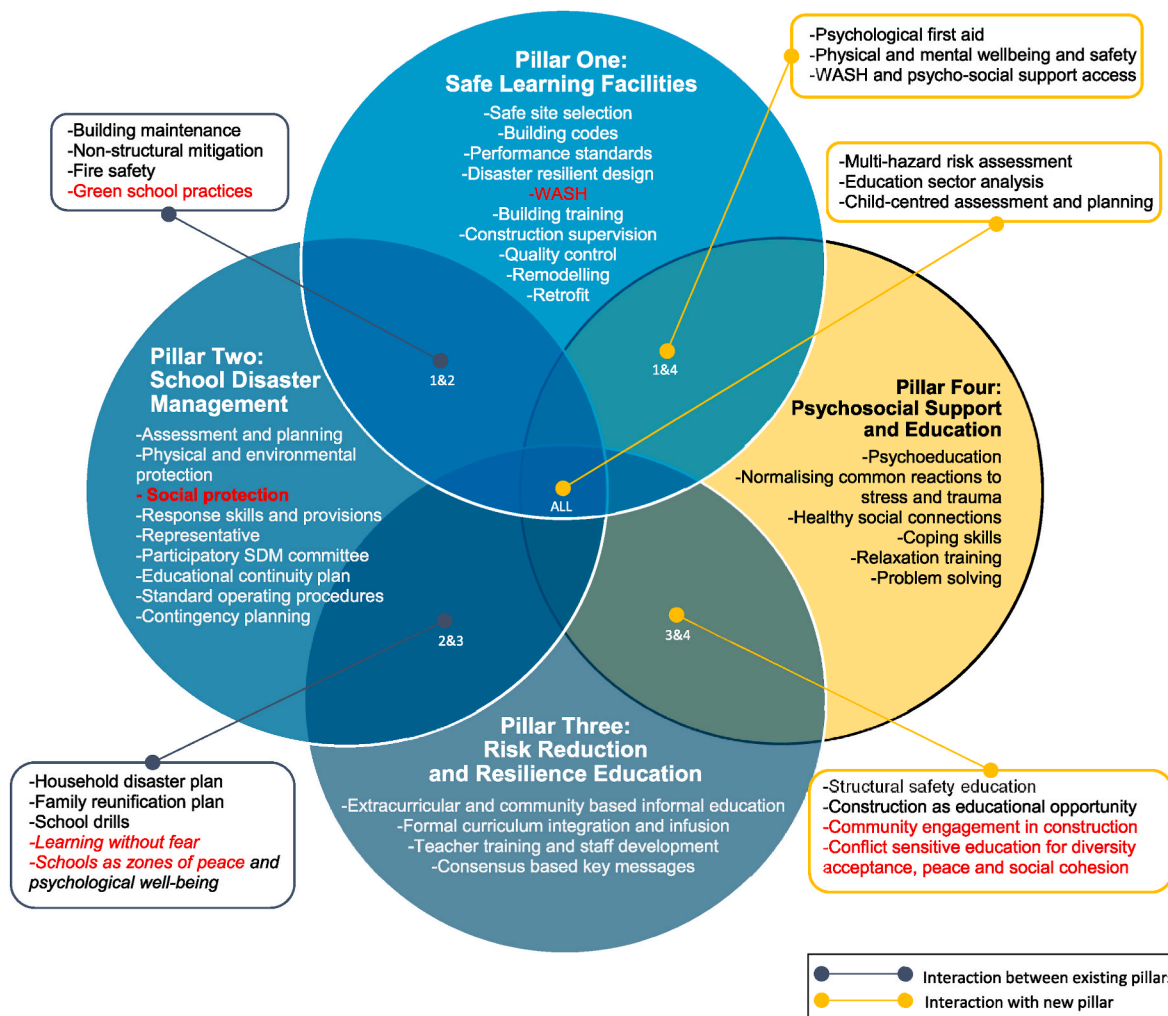 Pillar One:
Safe Learning Facilities
-Safe site selection
-Building codes
-Performance standards
-Disaster resilient design
-WASH
-Building training
-Construction supervision
-Quality control
-Remodelling
-Retrofit
-Psychological first aid
-Physical and mental wellbeing and safety
-WASH and psycho-social support access
-Building maintenance
-Non-structural mitigation
-Fire safety
-Green school practices
-Multi-hazard risk assessment
-Education sector analysis
-Child-centred assessment and planning
1&2
1&4
Pillar Two:
School Disaster
Management
-Assessment and planning
-Physical and environmental
protection
- Social protection
-Response skills and provisions
-Representative
-Participatory SDM committee
-Educational continuity plan
-Standard operating procedures
-Contingency planning
Pillar Four:
Psychosocial Support
and Education
-Psychoeducation
-Normalising common reactions to
stress and trauma
-Healthy social connections
-Coping skills
-Relaxation training
-Problem solving
ALL
2&3
3&4
Pillar Three:
Risk Reduction
and Resilience Education
-Extracurricular and community based informal education
-Formal curriculum integration and infusion
-Teacher training and staff development
-Consensus based key messages
-Household disaster plan
-Family reunification plan
-School drills
-Learning without fear
-Schools as zones of peace and
psychological well-being
-Structural safety education
-Construction as educational opportunity
-Community engagement in construction
-Conflict sensitive education for diversity
acceptance, peace and social cohesion
Interaction between existing pillars
Interaction with new pillar